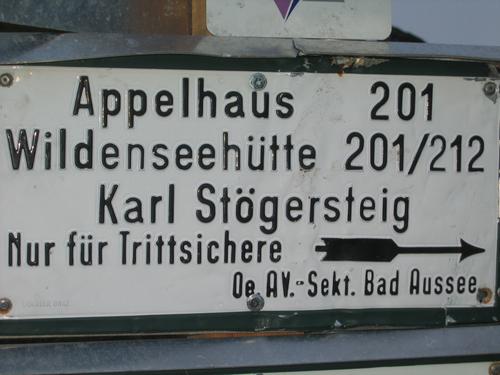 Appelhaus 201
Wildenseehütte 201/212
Karl Stögersteig
Nur für Trittsichere
Oe. AV.-Sekt. Bad Aussee